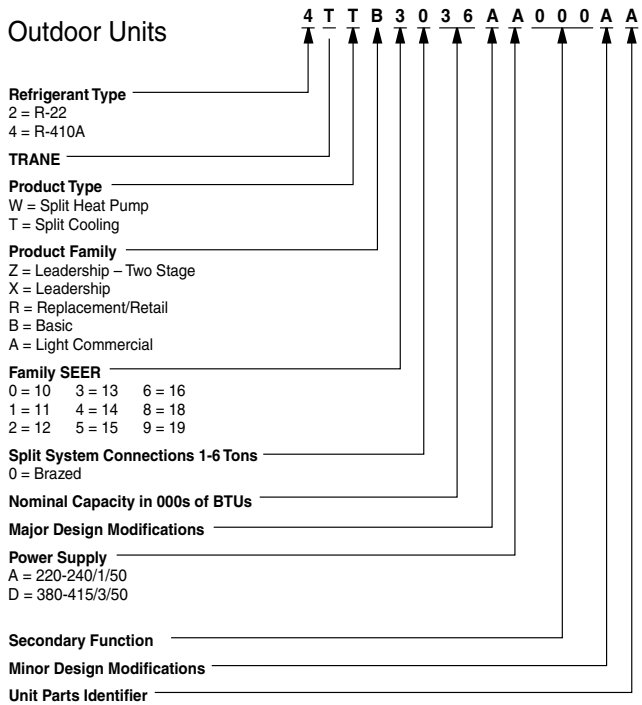 4 T T B 3 0 3 6 A A 0 0 0 A A
Outdoor Units
Refrigerant Type
2 = R-22
4 = R-410A
TRANE
Product Type
W = Split Heat Pump
T = Split Cooling
Product Family
Z = Leadership – Two Stage
X = Leadership
R = Replacement/Retail
B = Basic
A = Light Commercial
Family SEER
0 = 10 3 = 13 6 = 16
1 = 11 4 = 14 8 = 18
2 = 12 5 = 15 9 = 19
Split System Connections 1-6 Tons
0 = Brazed
Nominal Capacity in 000s of BTUs
Major Design Modifications
Power Supply
A = 220-240/1/50
D = 380-415/3/50
Secondary Function
Minor Design Modifications
Unit Parts Identifier